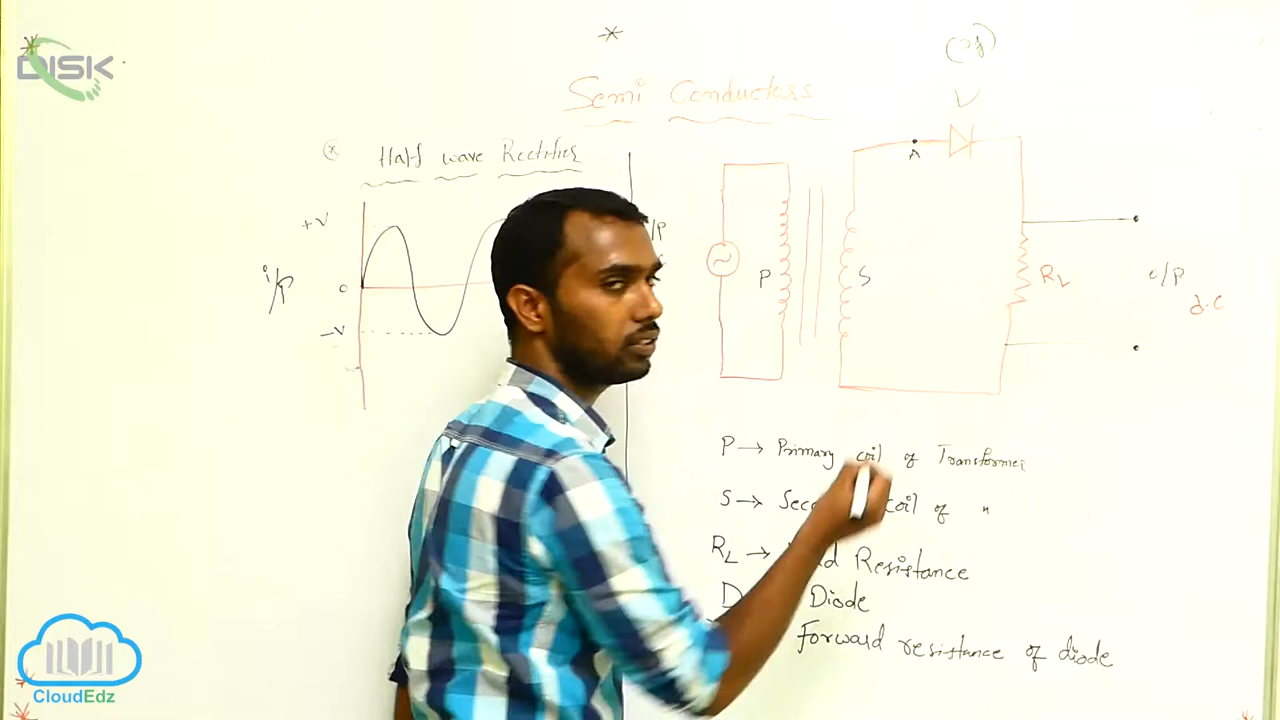 DISK
Semi Conductors
Half wave Rectifier
+V
i/p
0
-V
/P
A
P
S
RL
o/p
d.c
P → Primary coil of Transformer
S → coil of "
RL → Resistance
D Diode
Forward resistance of diode
CloudEdz